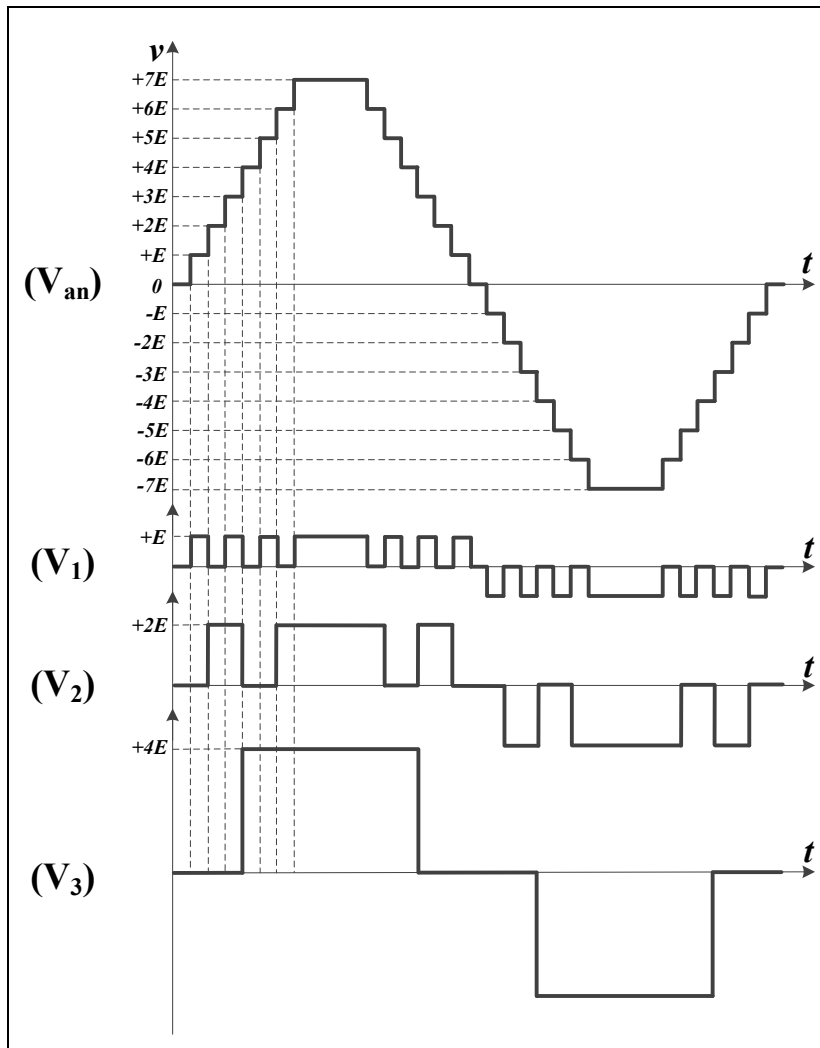 v
+7E
+6E
+5E
+4E
+3E
+2E
+E
(Van)
0
t
-E
-2E
-3E
-4E
-5E
-6E
-7E
+E
(V1)
t
+2E
(V2)
t
+4E
(V3)
t